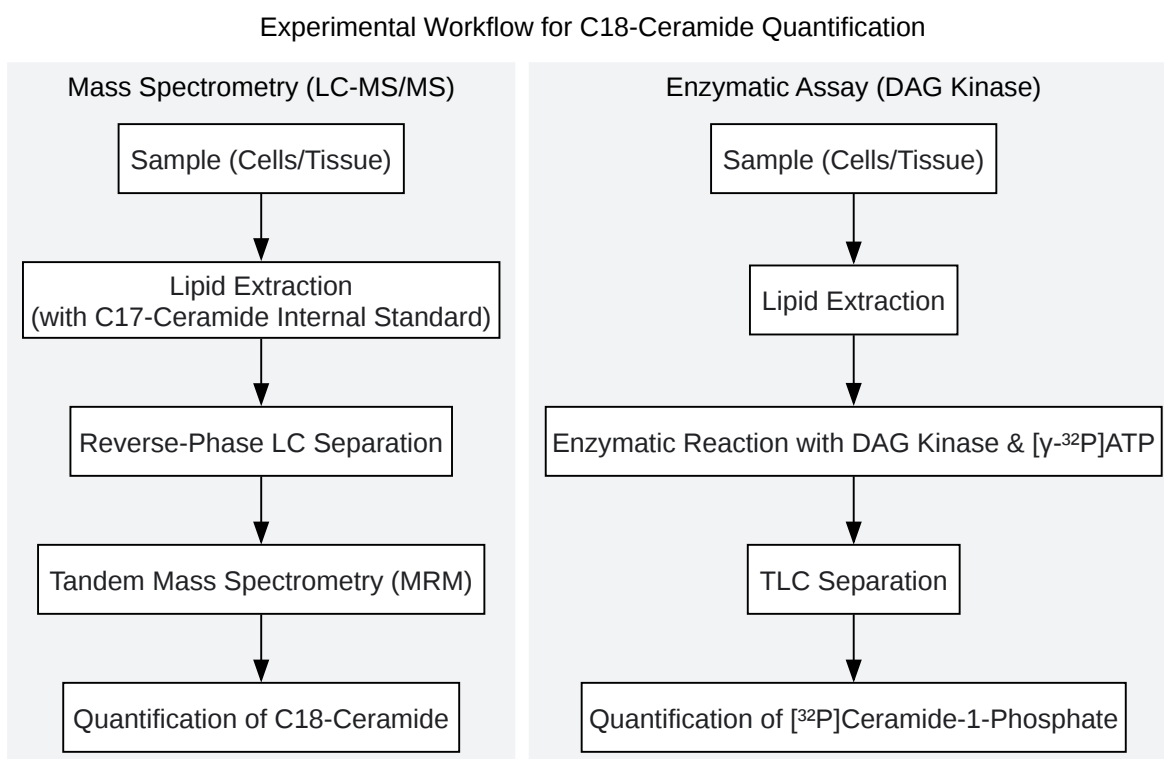 Experimental Workflow for C18-Ceramide Quantification
Mass Spectrometry (LC-MS/MS)
Sample (Cells/Tissue)
Lipid Extraction
(with C17-Ceramide Internal Standard)
Reverse-Phase LC Separation
Tandem Mass Spectrometry (MRM)
Quantification of C18-Ceramide
Enzymatic Assay (DAG Kinase)
Sample (Cells/Tissue)
Lipid Extraction
Enzymatic Reaction with DAG Kinase & [γ-³²P]ATP
TLC Separation
Quantification of [³²P]Ceramide-1-Phosphate